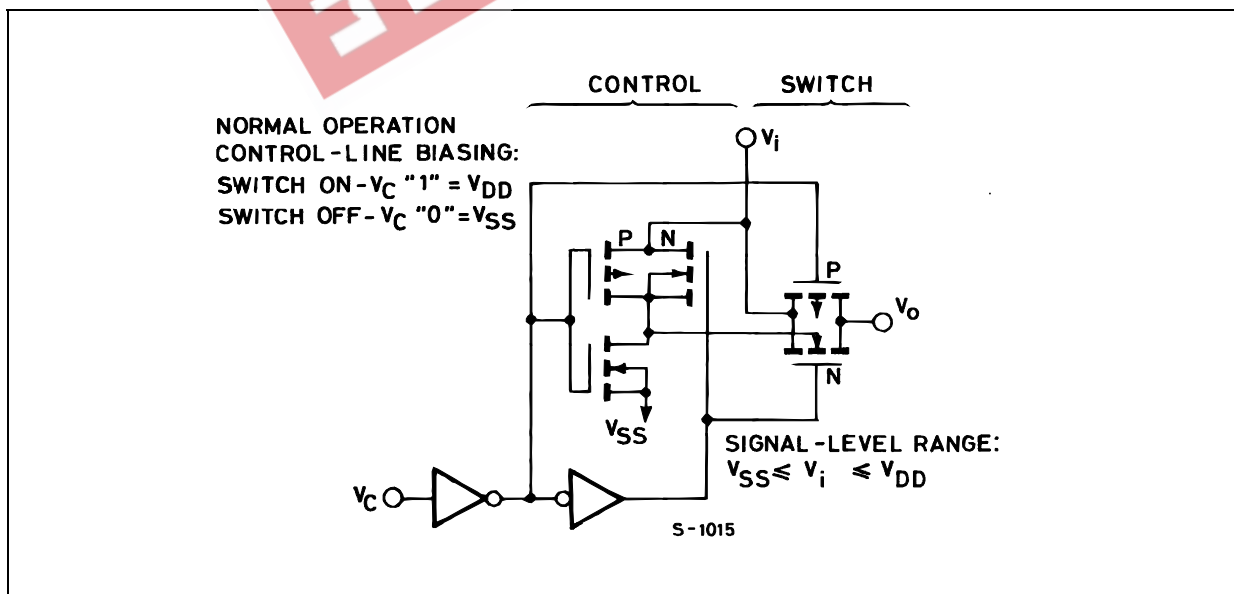 CONTROL SWITCH
NORMAL OPERATION
CONTROL-LINE BIASING:
SWITCH ON-VC "1" = VDD
SWITCH OFF-VC "0"=VSS
Vi
P N
P
Vo
N
VSS
SIGNAL-LEVEL RANGE:
VSS ≤ Vi ≤ VDD
VC
S-1015